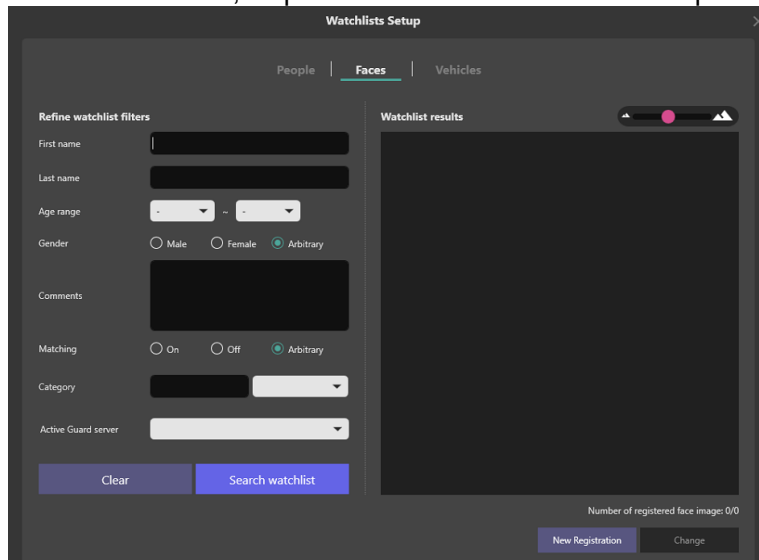 Watchlists Setup
People | Faces | Vehicles
Refine watchlist filters
First name
Last name
Age range - ~ -
Gender Male Female Arbitrary
Comments
Matching On Off Arbitrary
Category
Active Guard server
Clear Search watchlist
Watchlist results
Number of registered face image: 0/0
New Registration Change